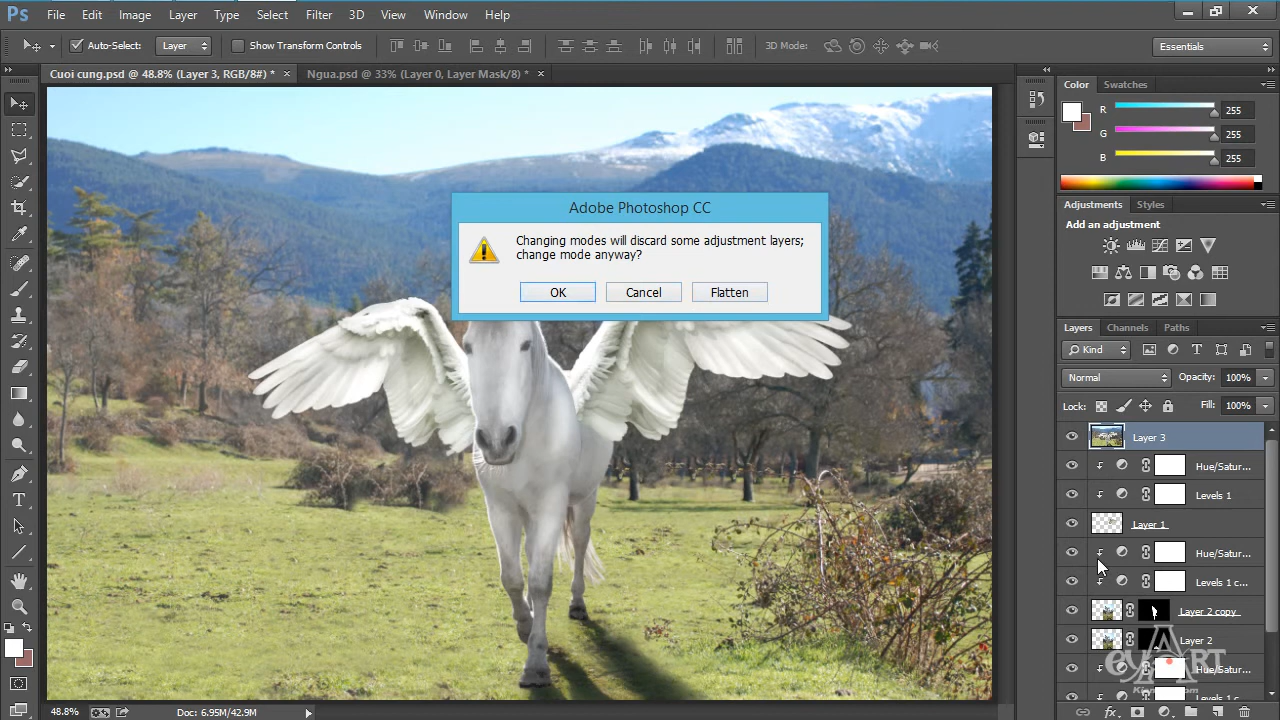 Ps File Edit Image Layer Type Select Filter 3D View Window Help
Auto-Select: Layer Show Transform Controls 3D Mode: Essentials
Cuoi cung.psd @ 48.8% (Layer 3, RGB/8#) * × Ngua.psd @ 33% (Layer 0, Layer Mask/8) * ×
Color Swatches
R 255
G 255
B 255
Adjustments Styles
Add an adjustment
Adobe Photoshop CC
Changing modes will discard some adjustment layers;
change mode anyway?
OK Cancel Flatten
Layers Channels Paths
Kind
Normal Opacity: 100%
Lock: Fill: 100%
Layer 3
Hue/Satur...
Levels 1
Layer 1
Hue/Satur...
Levels 1 c...
Layer 2 copy
Layer 2
Hue/Satur...
Levels 1 c...
48.8% Doc: 6.95M/42.9M